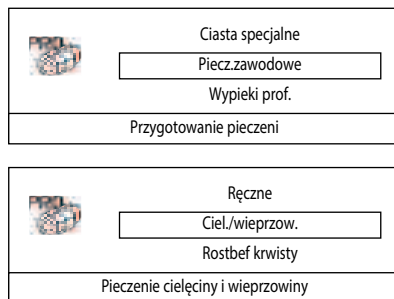 Ciasta specjalne
Piecz.zawodowe
Wypieki prof.
Przygotowanie pieczeni
Ręczne
Ciel./wieprzow.
Rostbef krwisty
Pieczenie cielęciny i wieprzowiny